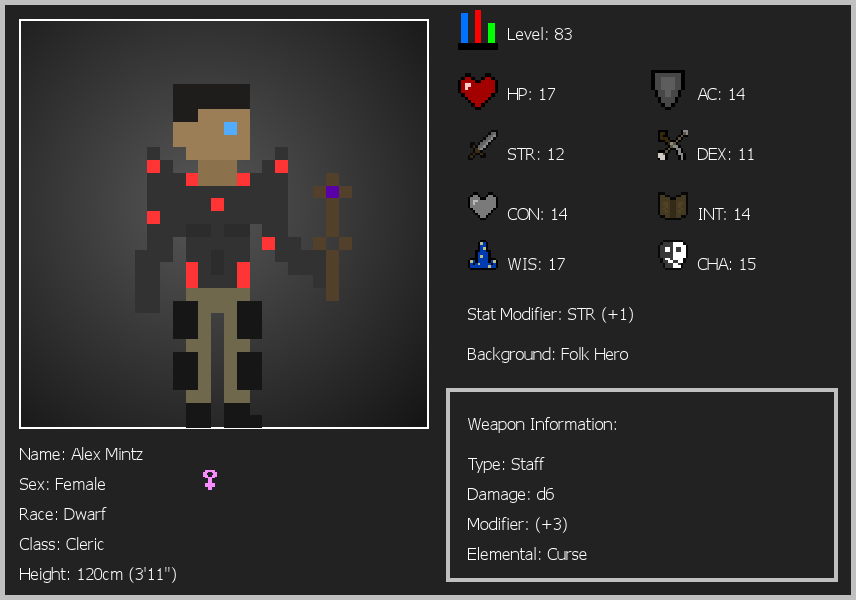 Level: 83
HP: 17
AC: 14
STR: 12
DEX: 11
CON: 14
INT: 14
WIS: 17
CHA: 15
Stat Modifier: STR (+1)
Background: Folk Hero
Weapon Information:
Type: Staff
Damage: d6
Modifier: (+3)
Elemental: Curse
Name: Alex Mintz
Sex: Female
Race: Dwarf
Class: Cleric
Height: 120cm (3'11")